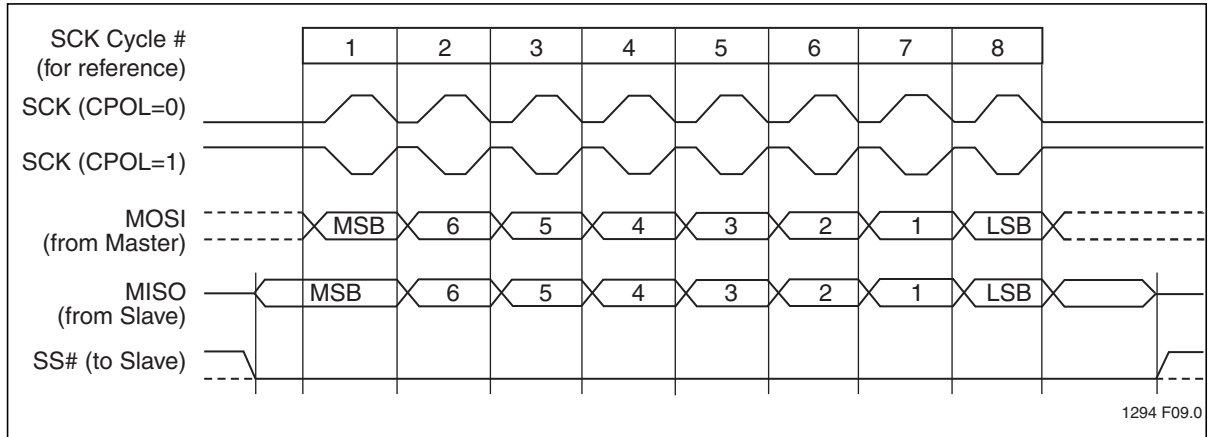 SCK Cycle #
(for reference)
1 2 3 4 5 6 7 8
SCK (CPOL=0)
SCK (CPOL=1)
MOSI
(from Master)
MSB 6 5 4 3 2 1 LSB
MISO
(from Slave)
MSB 6 5 4 3 2 1 LSB
SS# (to Slave)
1294 F09.0